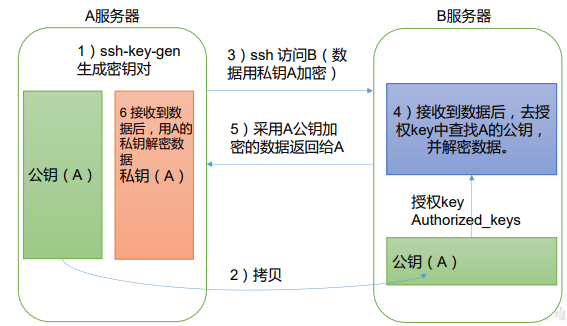 A服务器
B服务器
1）ssh-key-gen
生成密钥对
公钥（A）
6 接收到数
据后，用A的
私钥解密数
据
私钥（A）
3）ssh 访问B（数
据用私钥A加密）
5）采用A公钥加
密的数据返回给A
4）接收到数据后，去授
权key中查找A的公钥，
并解密数据。
授权key
Authorized_keys
公钥（A）
2）拷贝